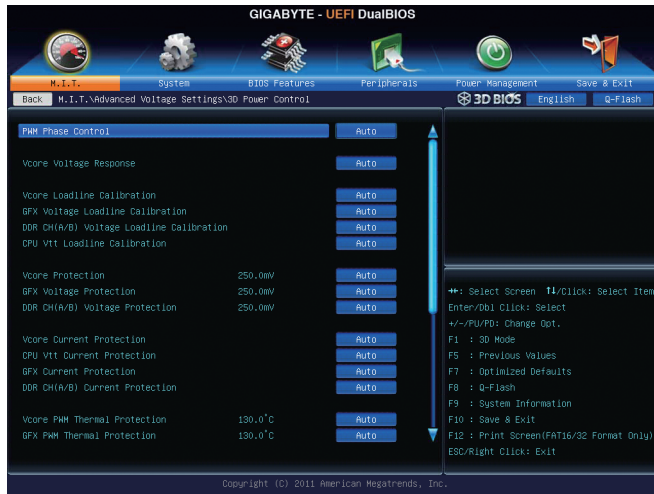 GIGABYTE - UEFI DualBIOS
M.I.T. System BIOS Features Peripherals Power Management Save & Exit
Back M.I.T.\Advanced Voltage Settings\3D Power Control 3D BIOS English Q-Flash
PWM Phase Control Auto
Vcore Voltage Response Auto
Vcore Loadline Calibration Auto
GFX Voltage Loadline Calibration Auto
DDR CH(A/B) Voltage Loadline Calibration Auto
CPU Vtt Loadline Calibration Auto
Vcore Protection 250.0mV Auto
GFX Voltage Protection 250.0mV Auto
DDR CH(A/B) Voltage Protection 250.0mV Auto
Vcore Current Protection Auto
CPU Vtt Current Protection Auto
GFX Current Protection Auto
DDR CH(A/B) Current Protection Auto
Vcore PWM Thermal Protection 130.0°C Auto
GFX PWM Thermal Protection 130.0°C Auto
→←: Select Screen ↑↓/Click: Select Item
Enter/Dbl Click: Select
+/-/PU/PD: Change Opt.
F1 : 3D Mode
F5 : Previous Values
F7 : Optimized Defaults
F8 : Q-Flash
F9 : System Information
F10 : Save & Exit
F12 : Print Screen(FAT16/32 Format Only)
ESC/Right Click: Exit
Copyright (C) 2011 American Megatrends, Inc.